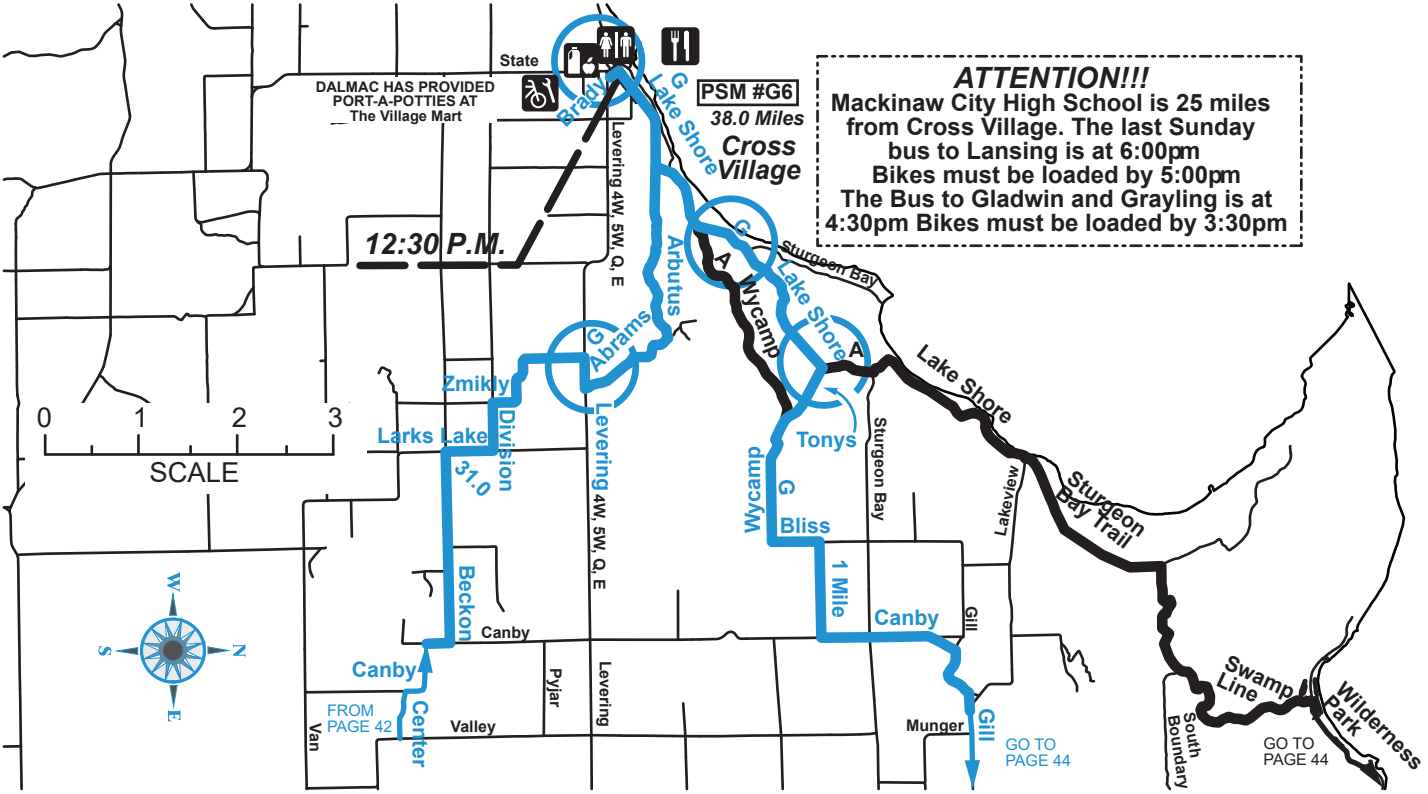 State
DALMAC HAS PROVIDED
PORT-A-POTTIES AT
The Village Mart
Brady
G
Lake Shore
PSM #G6
38.0 Miles
Cross
Village
ATTENTION!!!
Mackinaw City High School is 25 miles
from Cross Village. The last Sunday
bus to Lansing is at 6:00pm
Bikes must be loaded by 5:00pm
The Bus to Gladwin and Grayling is at
4:30pm Bikes must be loaded by 3:30pm
12:30 P.M.
Levering 4W, 5W, Q, E
Arbutus
G
Sturgeon Bay
A
Wycamp
Lake Shore
G
Abrams
A
Lake Shore
Zmikly
0 1 2 3
SCALE
Larks Lake
Division
31.0
Levering 4W, 5W, Q, E
Tonys
Sturgeon Bay
Wycamp
G
Bliss
Lakeview
Sturgeon
Bay Trail
W
S
N
E
Beckon
Canby
1 Mile
Canby
Gill
Canby
FROM
PAGE 42
Center
Van
Valley
Pyjar
Levering
Munger
Gill
GO TO
PAGE 44
Swamp
Line
South
Boundary
Wilderness
Park
GO TO
PAGE 44